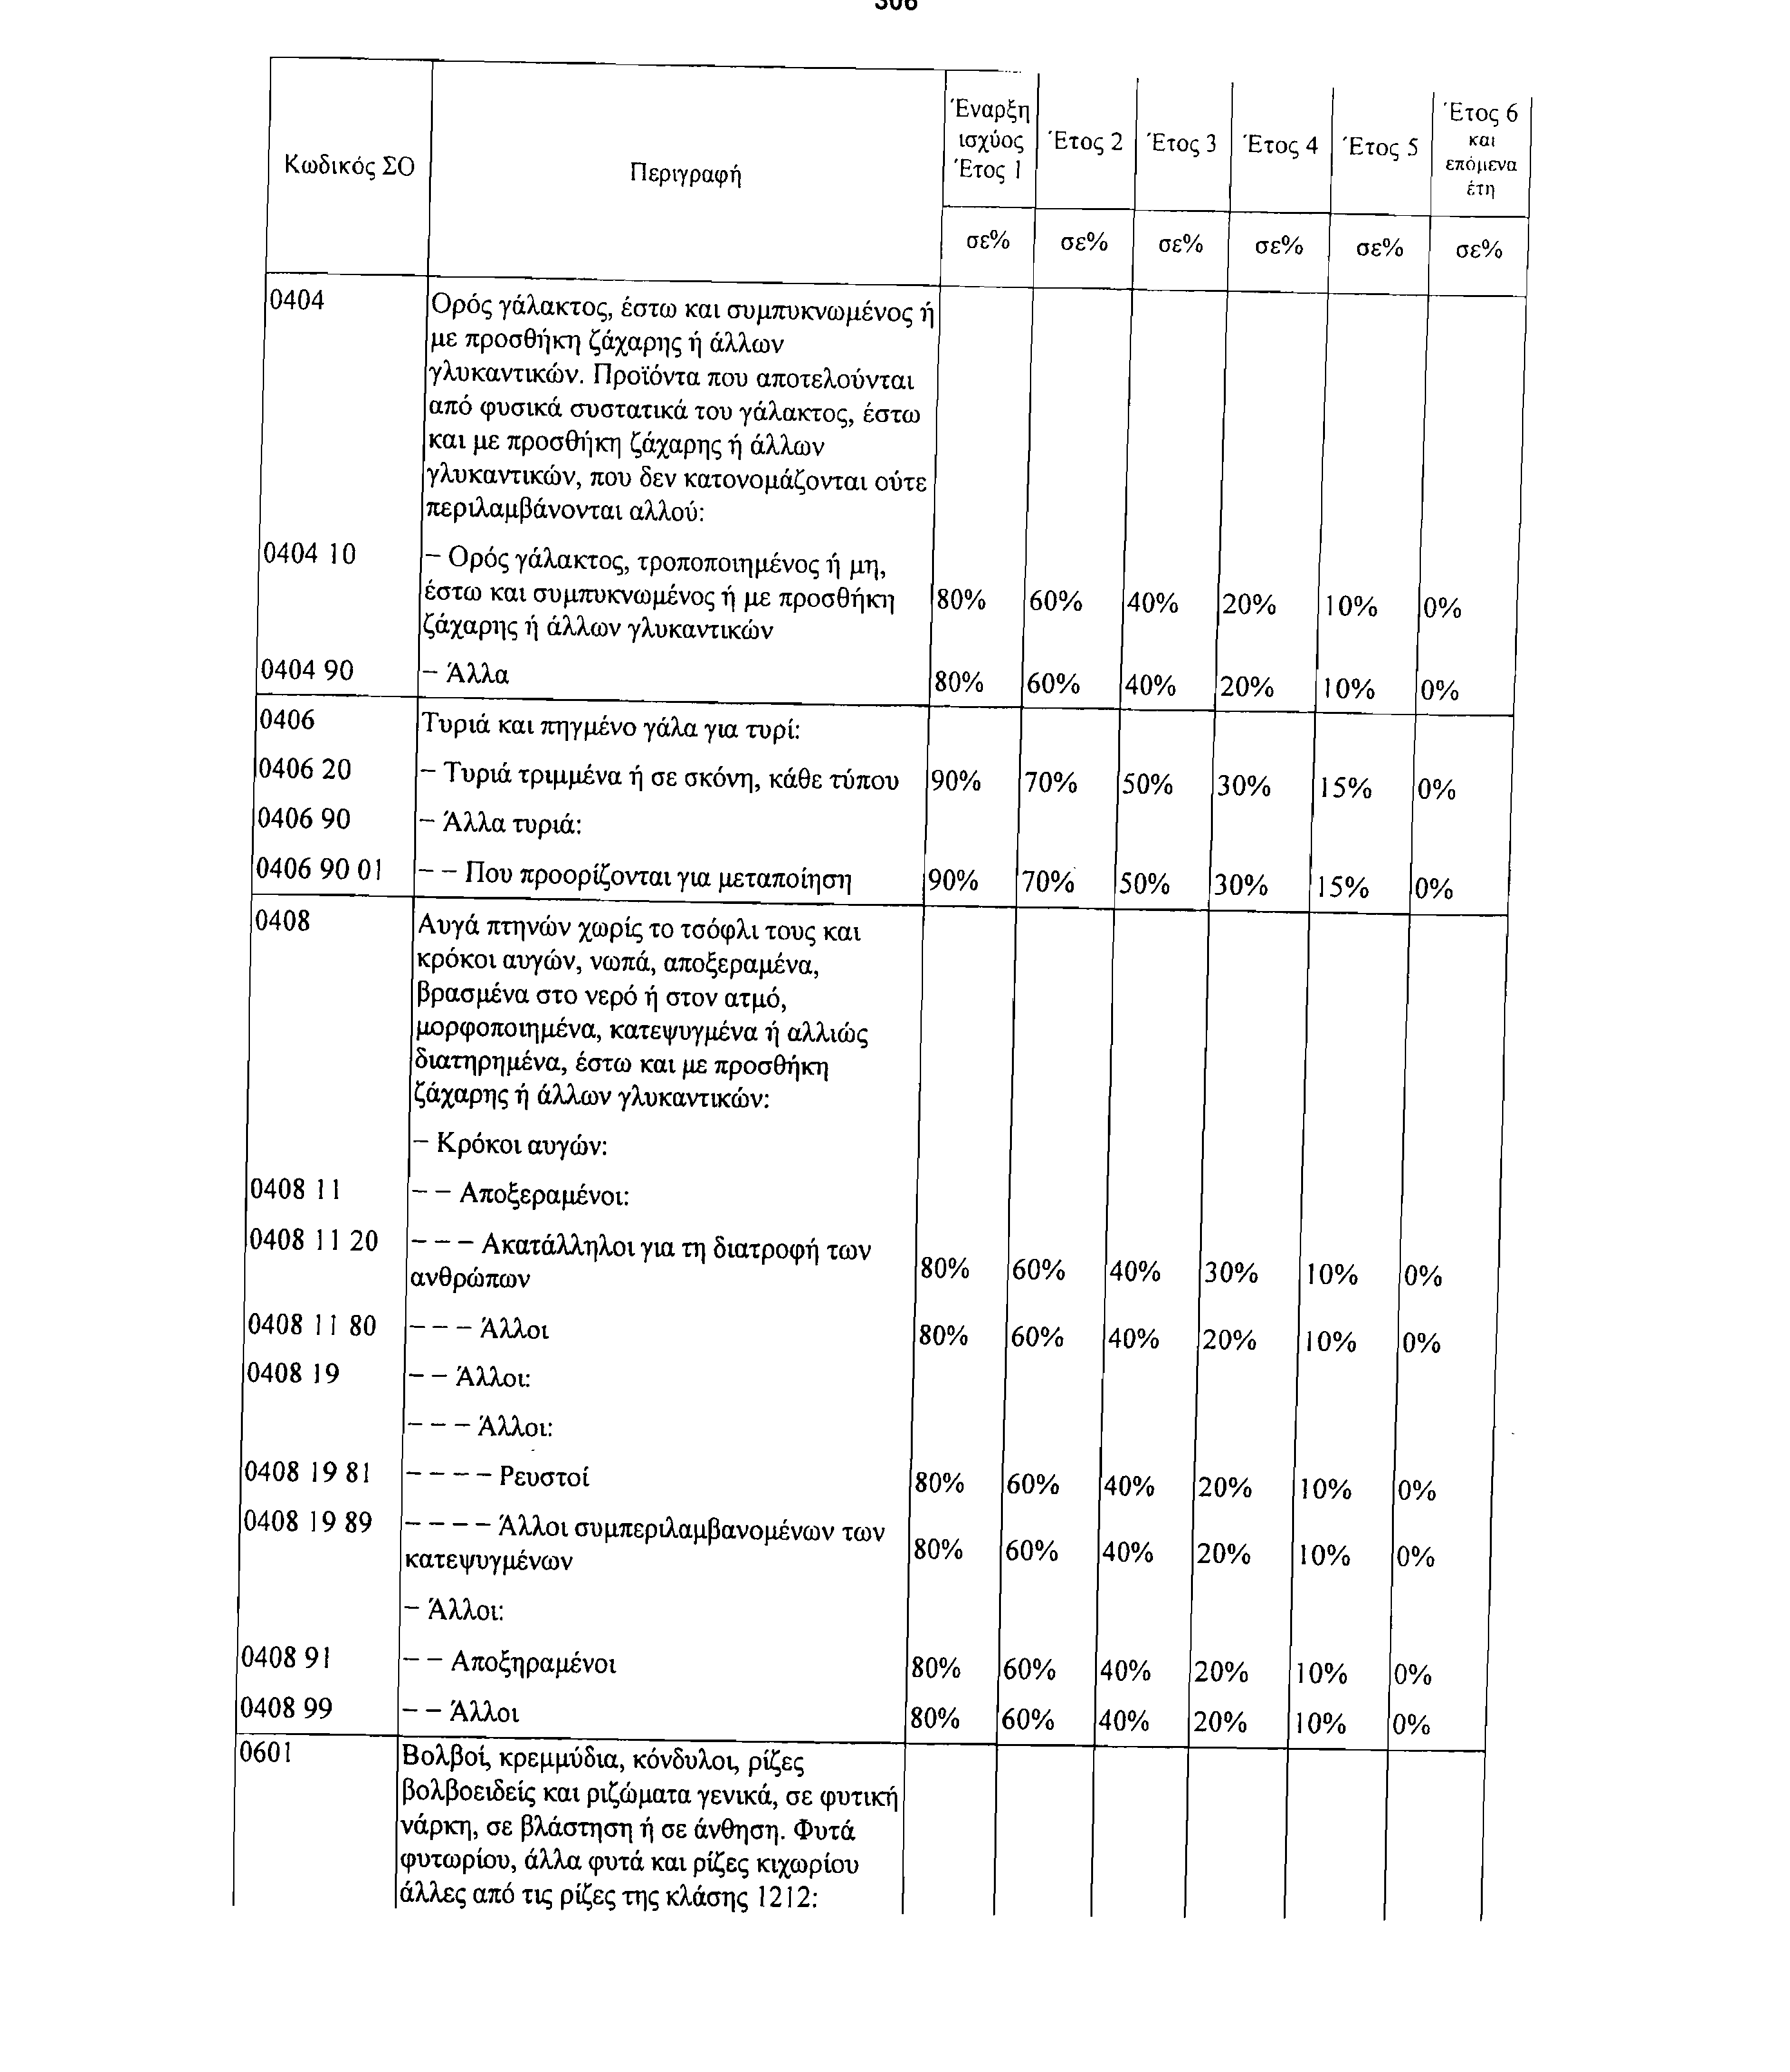 Κωδικός ΣΟ Περιγραφή Έναρξη ισχύος Έτος 1 Έτος 2 Έτος 3 Έτος 4 Έτος 5 Έτος 6 και επόμενα έτη
σε% σε% σε% σε% σε% σε%
0404 Ορός γάλακτος, έστω και συμπυκνωμένος ή
με προσθήκη ζάχαρης ή άλλων
γλυκαντικών. Προϊόντα που αποτελούνται
από φυσικά συστατικά του γάλακτος, έστω
και με προσθήκη ζάχαρης ή άλλων
γλυκαντικών, που δεν κατονομάζονται ούτε
περιλαμβάνονται αλλού:
0404 10 – Ορός γάλακτος, τροποποιημένος ή μη,
έστω και συμπυκνωμένος ή με προσθήκη 80% 60% 40% 20% 10% 0%
ζάχαρης ή άλλων γλυκαντικών
0404 90 – Άλλα 80% 60% 40% 20% 10% 0%
0406 Τυριά και πηγμένο γάλα για τυρί:
0406 20 – Τυριά τριμμένα ή σε σκόνη, κάθε τύπου 90% 70% 50% 30% 15% 0%
0406 90 – Άλλα τυριά:
0406 90 01 – – Που προορίζονται για μεταποίηση 90% 70% 50% 30% 15% 0%
0408 Αυγά πτηνών χωρίς το τσόφλι τους και
κρόκοι αυγών, νωπά, αποξεραμένα,
βρασμένα στο νερό ή στον ατμό,
μορφοποιημένα, κατεψυγμένα ή αλλιώς
διατηρημένα, έστω και με προσθήκη
ζάχαρης ή άλλων γλυκαντικών:
– Κρόκοι αυγών:
0408 11 – – Αποξεραμένοι:
0408 11 20 – – – Ακατάλληλοι για τη διατροφή των
ανθρώπων 80% 60% 40% 30% 10% 0%
0408 11 80 – – – Άλλοι 80% 60% 40% 20% 10% 0%
0408 19 – – Άλλοι:
– – – Άλλοι:
0408 19 81 – – – – Ρευστοί 80% 60% 40% 20% 10% 0%
0408 19 89 – – – – Άλλοι συμπεριλαμβανομένων των
κατεψυγμένων 80% 60% 40% 20% 10% 0%
– Άλλοι:
0408 91 – – Αποξηραμένοι 80% 60% 40% 20% 10% 0%
0408 99 – – Άλλοι 80% 60% 40% 20% 10% 0%
0601 Βολβοί, κρεμμύδια, κόνδυλοι, ρίζες
βολβοειδείς και ριζώματα γενικά, σε φυτική
νάρκη, σε βλάστηση ή σε άνθηση. Φυτά
φυτωρίου, άλλα φυτά και ρίζες κιχωρίου
άλλες από τις ρίζες της κλάσης 1212: